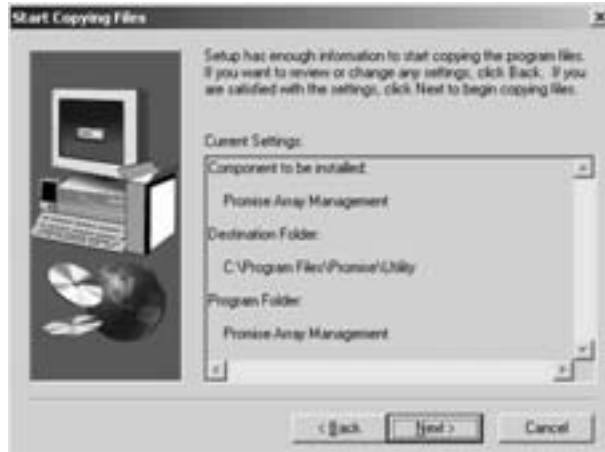 Start Copying Files
Setup has enough information to start copying the program files.
If you want to review or change any settings, click Back. If you
are satisfied with the settings, click Next to begin copying files.
Current Settings:
Component to be installed:
Promise Array Management
Destination Folder:
C:\Program Files\Promise\Utility
Program Folder:
Promise Array Management
< Back
Next >
Cancel